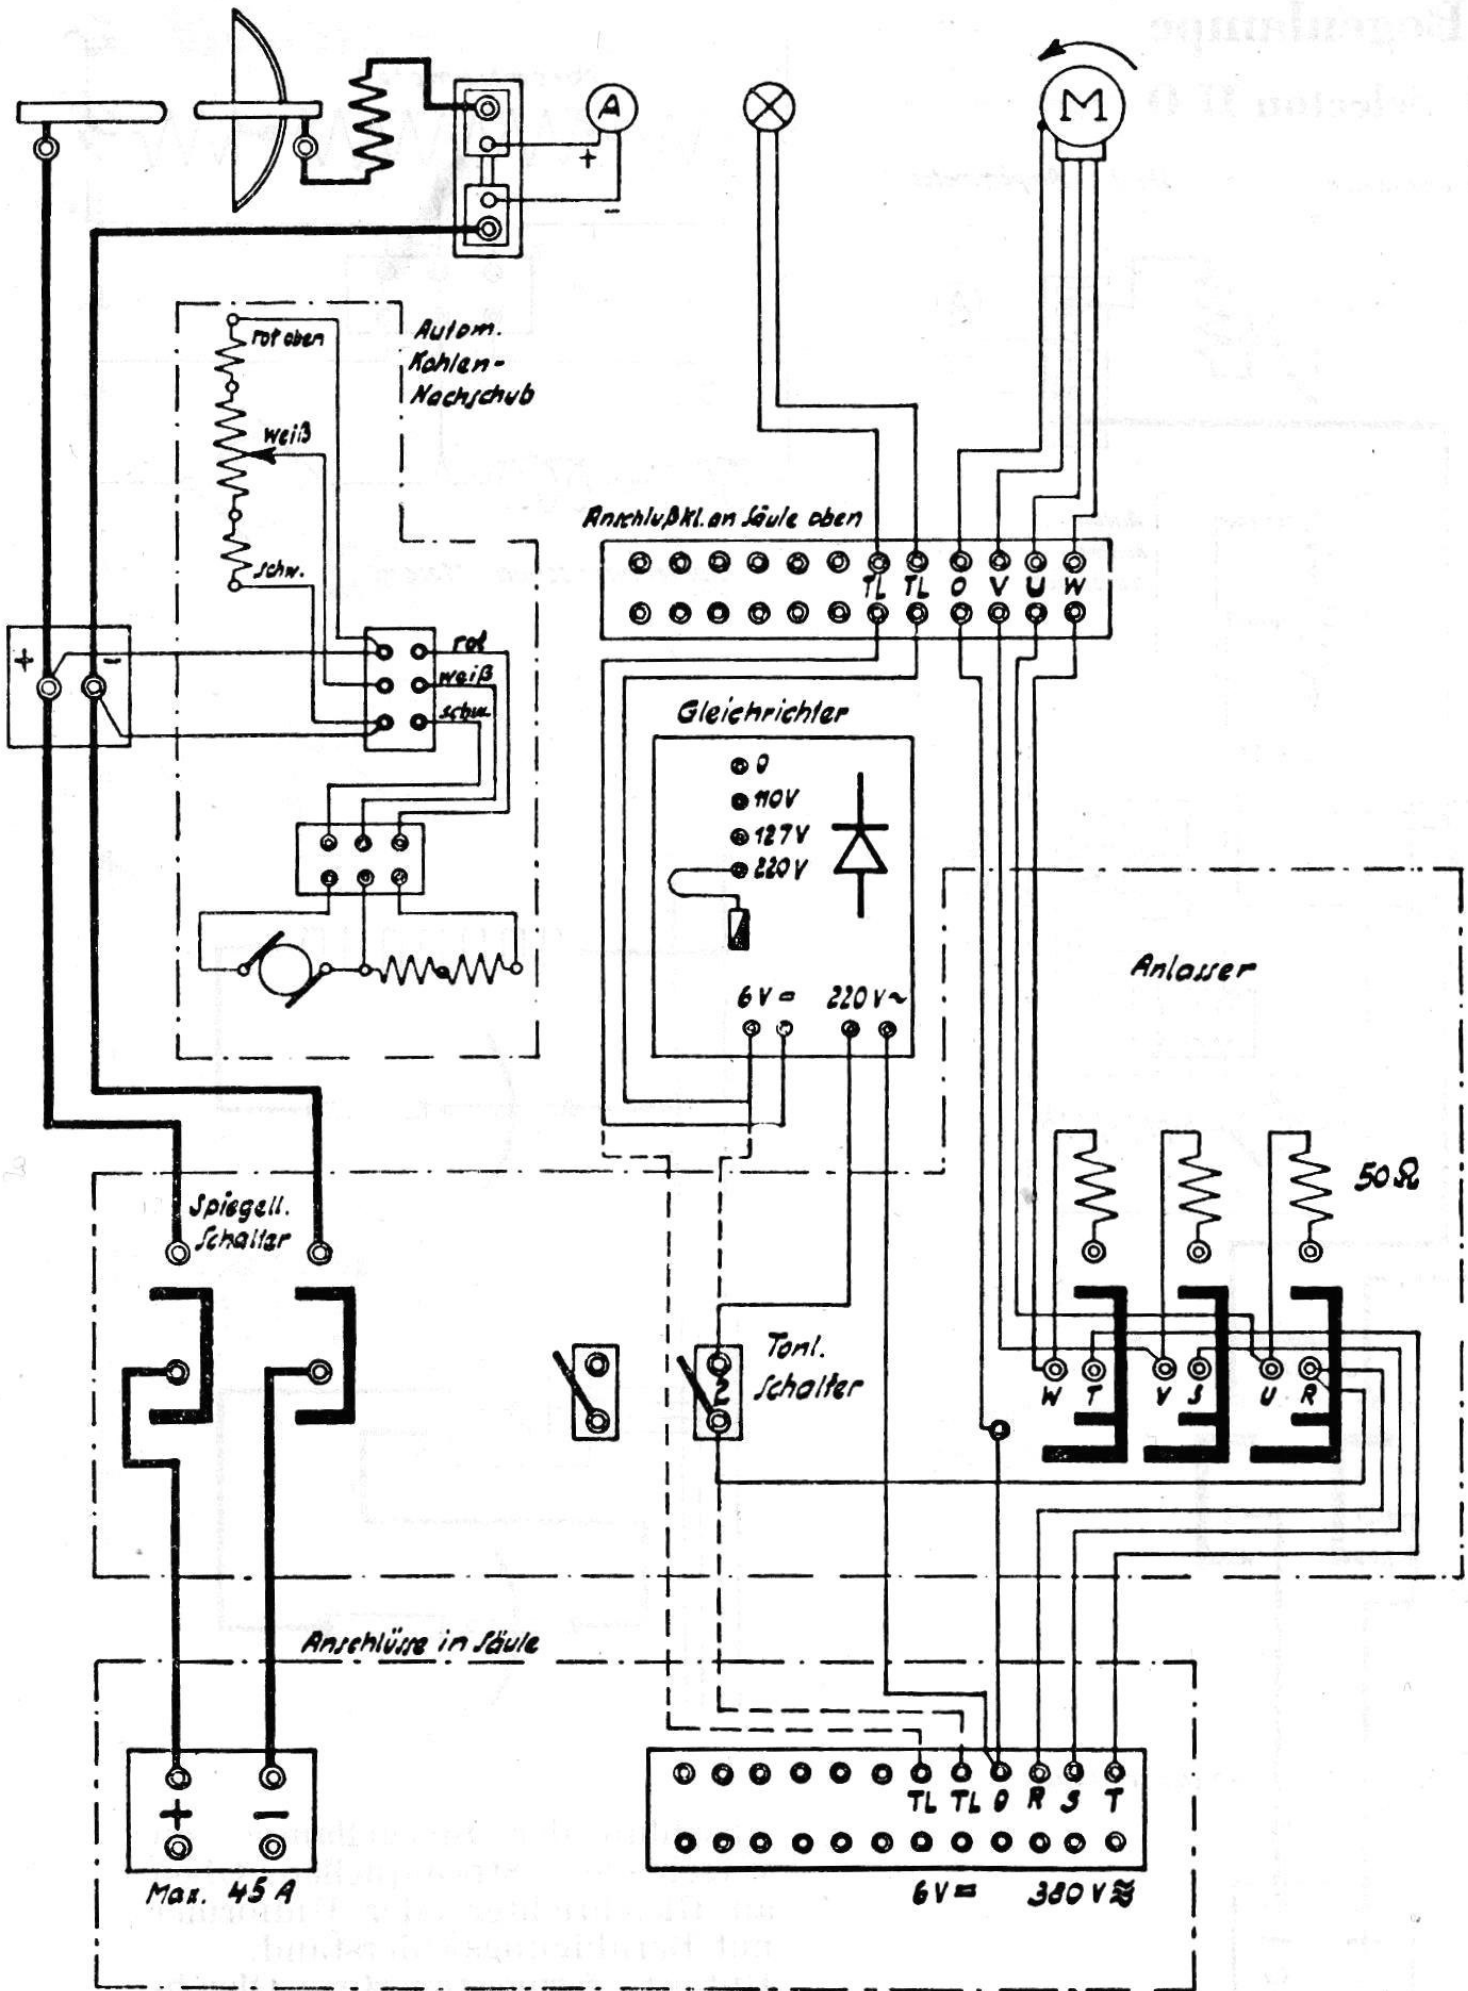 A
M
+
-
Autom.
Kohlen-
Nachschub
rot oben
weiß
schw.
Anschlußkl. an Säule oben
TL TL O V U W
+ -
rot
weiß
schw.
Gleichrichter
0
110V
127V
220V
6V = 220V ~
Anlasser
50 Ω
Spiegell.
Schalter
Tonl.
Schalter
2
W T V S U R
Anschlüsse in Säule
+ -
Max. 45 A
TL TL 0 R S T
6V = 380V ≈